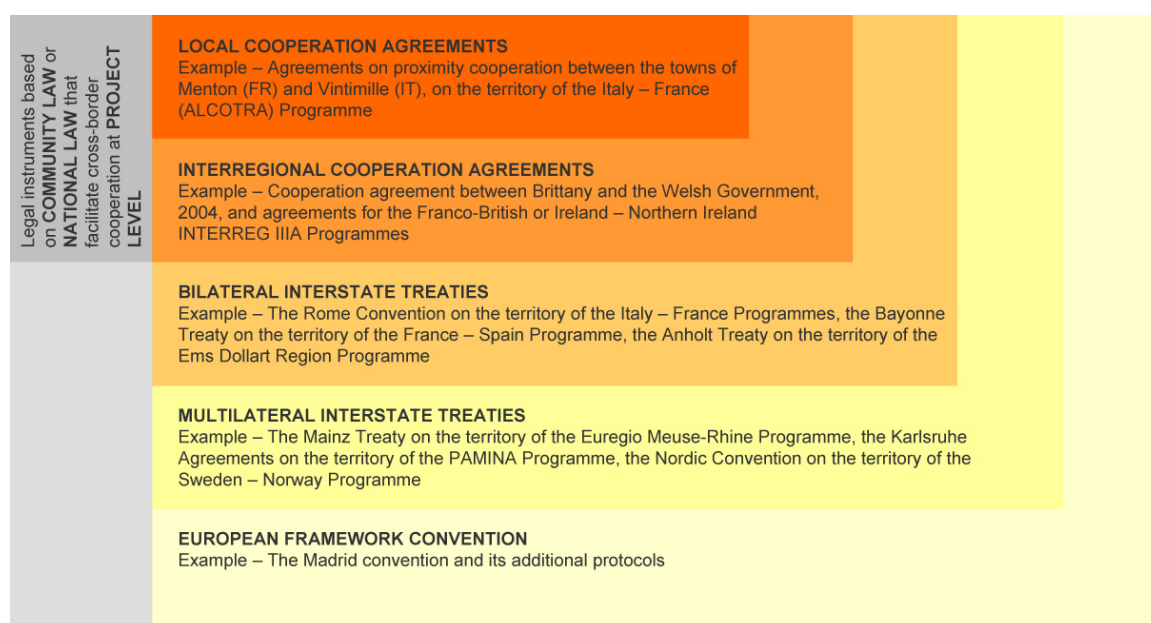 Legal instruments based
on COMMUNITY LAW or
NATIONAL LAW that
facilitate cross-border
cooperation at PROJECT
LEVEL
LOCAL COOPERATION AGREEMENTS
Example – Agreements on proximity cooperation between the towns of
Menton (FR) and Vintimille (IT), on the territory of the Italy – France
(ALCOTRA) Programme
INTERREGIONAL COOPERATION AGREEMENTS
Example – Cooperation agreement between Brittany and the Welsh Government,
2004, and agreements for the Franco-British or Ireland – Northern Ireland
INTERREG IIIA Programmes
BILATERAL INTERSTATE TREATIES
Example – The Rome Convention on the territory of the Italy – France Programmes, the Bayonne
Treaty on the territory of the France – Spain Programme, the Anholt Treaty on the territory of the
Ems Dollart Region Programme
MULTILATERAL INTERSTATE TREATIES
Example – The Mainz Treaty on the territory of the Euregio Meuse-Rhine Programme, the Karlsruhe
Agreements on the territory of the PAMINA Programme, the Nordic Convention on the territory of the
Sweden – Norway Programme
EUROPEAN FRAMEWORK CONVENTION
Example – The Madrid convention and its additional protocols